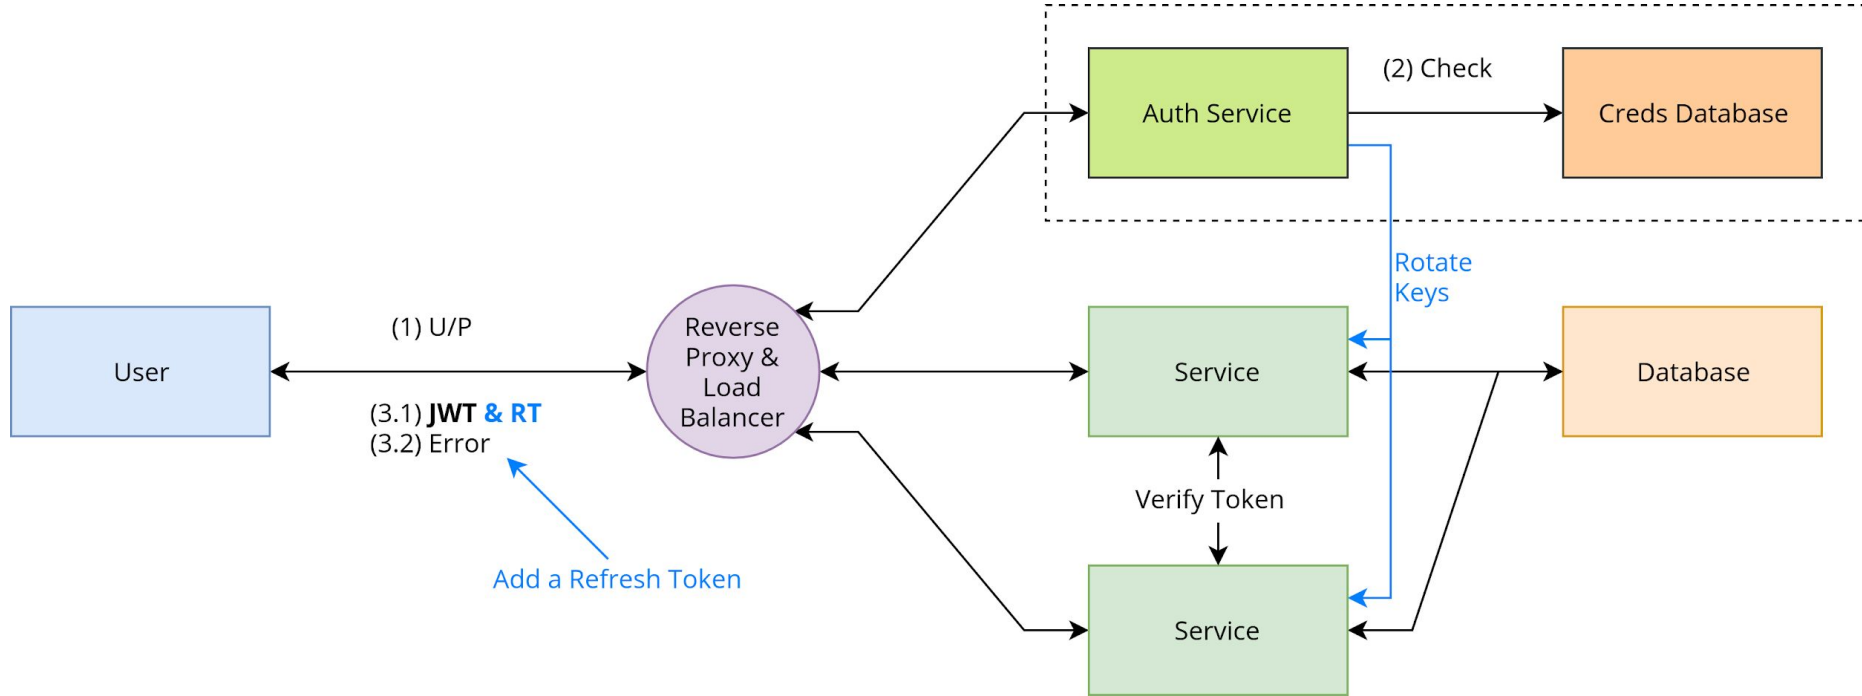 (2) Check
Auth Service
Creds Database
Rotate
Keys
(1) U/P
User
Reverse
Proxy &
Load
Balancer
Service
Database
(3.1) JWT & RT
(3.2) Error
Verify Token
Add a Refresh Token
Service